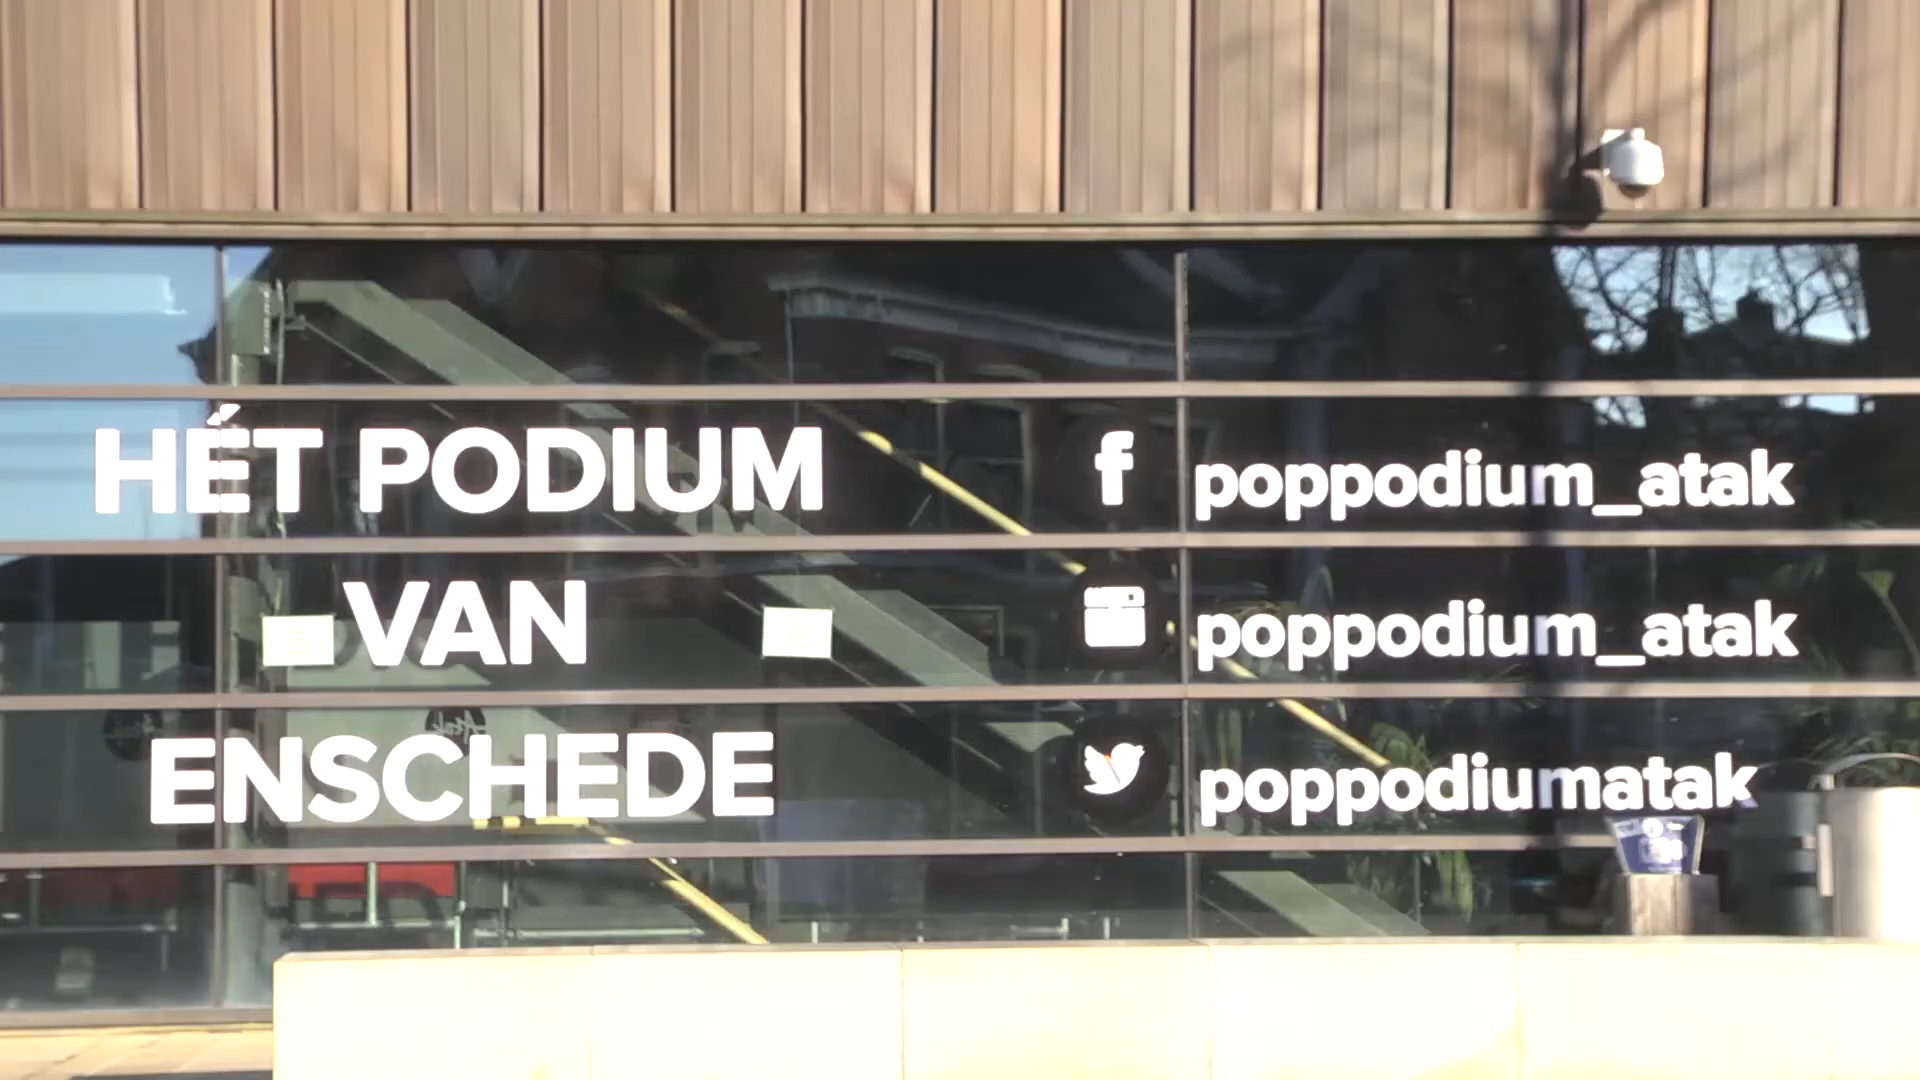 HÉT PODIUM
VAN
ENSCHEDE
poppodium_atak
poppodium_atak
poppodiumatak